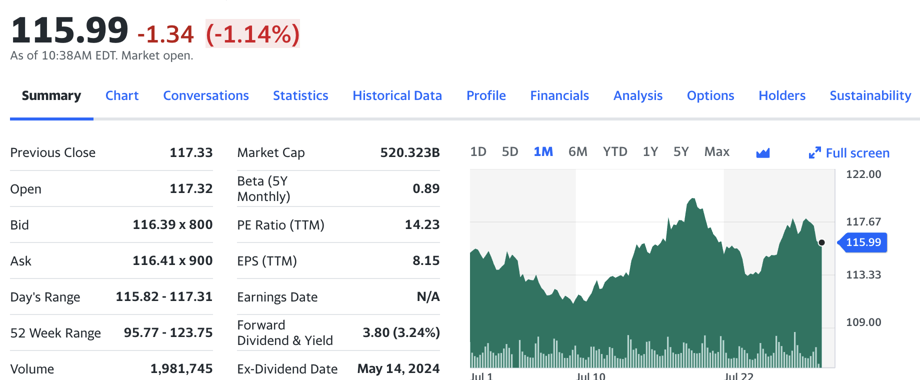 115.99 -1.34 (-1.14%)
As of 10:38AM EDT. Market open.
Summary Chart Conversations Statistics Historical Data Profile Financials Analysis Options Holders Sustainability
Previous Close 117.33
Open 117.32
Bid 116.39 x 800
Ask 116.41 x 900
Day's Range 115.82 - 117.31
52 Week Range 95.77 - 123.75
Volume 1,981,745
Market Cap 520.323B
Beta (5Y
Monthly) 0.89
PE Ratio (TTM) 14.23
EPS (TTM) 8.15
Earnings Date N/A
Forward
Dividend & Yield 3.80 (3.24%)
Ex-Dividend Date May 14, 2024
1D 5D 1M 6M YTD 1Y 5Y Max Full screen
122.00
117.67
115.99
113.33
109.00
Jul 1 Jul 10 Jul 22